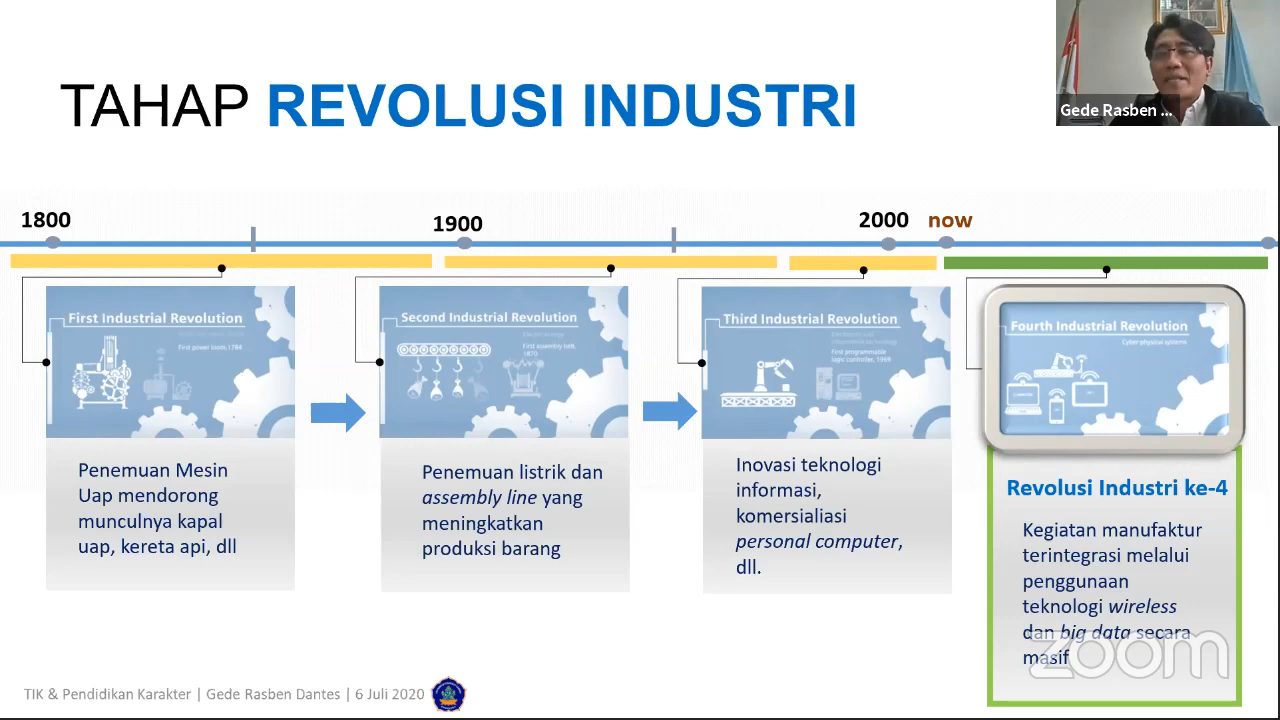 TAHAP REVOLUSI INDUSTRI
Gede Rasben ...
1800
1900
2000
now
First Industrial Revolution
First power loom, 1784
Second Industrial Revolution
First assembly belt,
1870
Third Industrial Revolution
First programmable
logic controller, 1969
Fourth Industrial Revolution
Cyber-physical systems
Penemuan Mesin
Uap mendorong
munculnya kapal
uap, kereta api, dll
Penemuan listrik dan
assembly line yang
meningkatkan
produksi barang
Inovasi teknologi
informasi,
komersialiasi
personal computer,
dll.
Revolusi Industri ke-4
Kegiatan manufaktur
terintegrasi melalui
penggunaan
teknologi wireless
dan big data secara
masif
zoom
TIK & Pendidikan Karakter | Gede Rasben Dantes | 6 Juli 2020